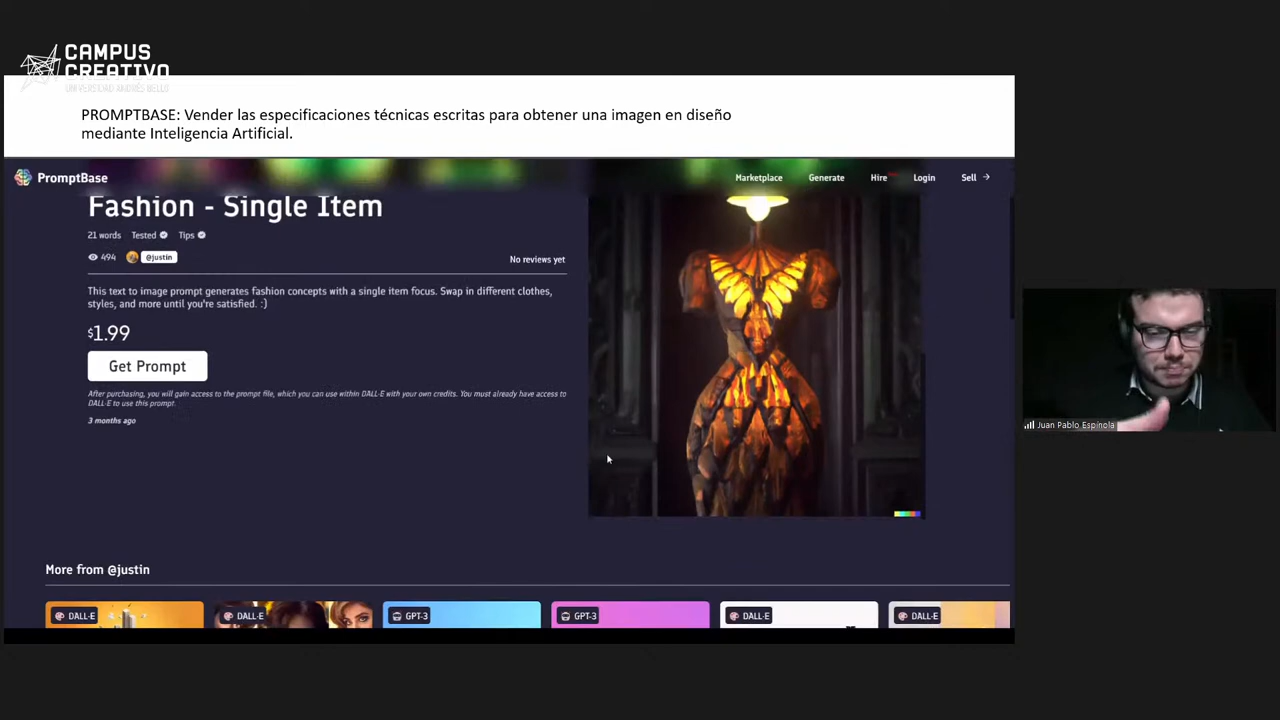 CAMPUS
CREATIVO
UNIVERSIDAD ANDRÉS BELLO
PROMPTBASE: Vender las especificaciones técnicas escritas para obtener una imagen en diseño
mediante Inteligencia Artificial.
PromptBase
Marketplace
Generate
Hire
Login
Sell
Fashion - Single Item
21 words Tested Tips
494 @justin
No reviews yet
This text to image prompt generates fashion concepts with a single item focus. Swap in different clothes,
styles, and more until you're satisfied. :)
$1.99
Get Prompt
After purchasing, you will gain access to the prompt file, which you can use within DALL-E with your own credits. You must already have access to
DALL-E to use this prompt.
3 months ago
Juan Pablo Espinola
More from @justin
DALL-E
DALL-E
GPT-3
GPT-3
DALL-E
DALL-E